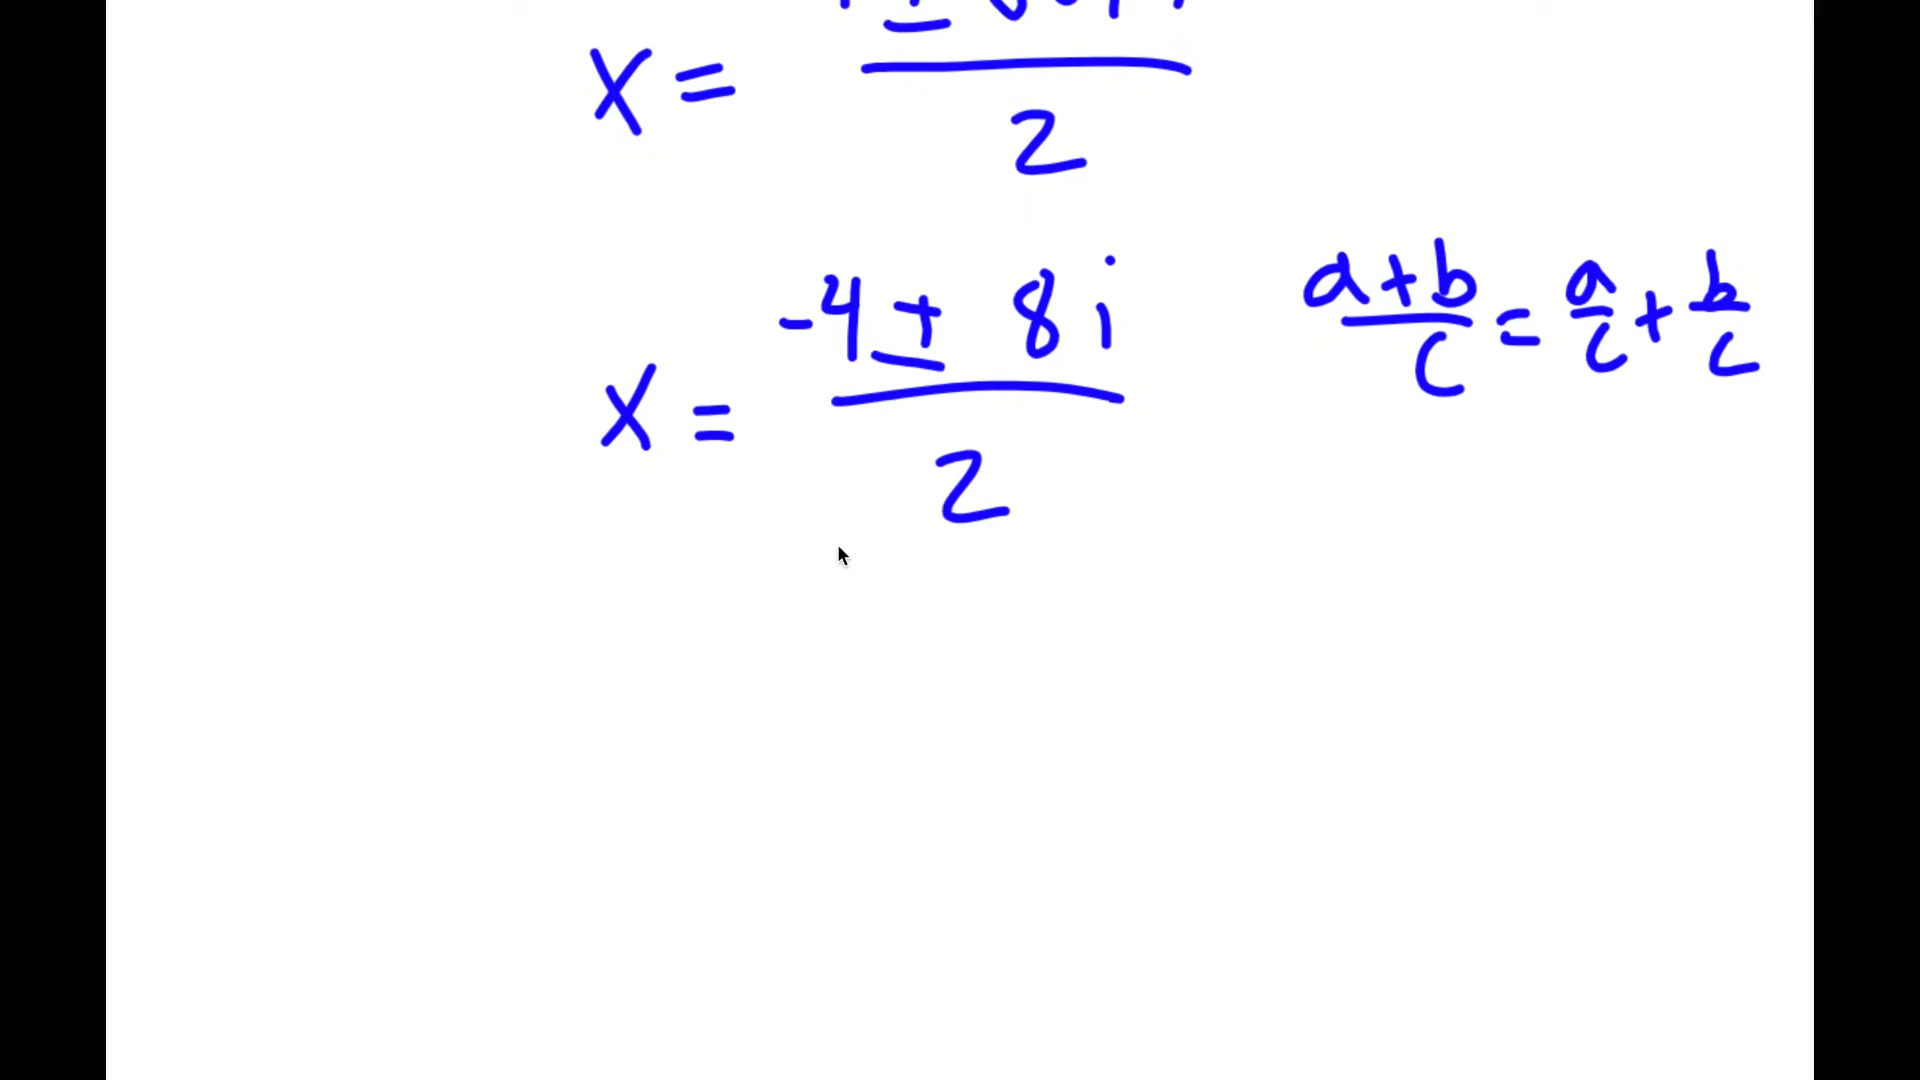 x =
2
-4 ± 8i
a+b/c = a/c + b/c
x =
2